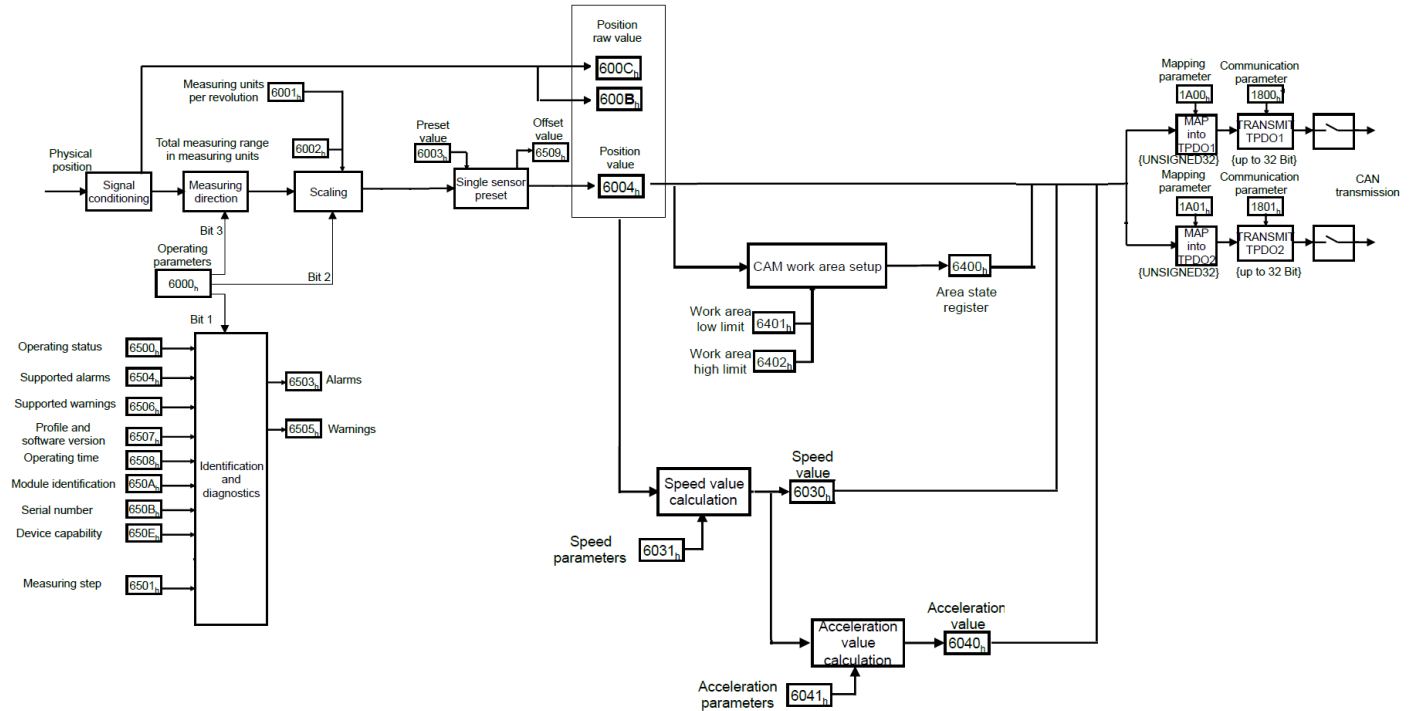 Position
raw value
600Ch
600Bh
Measuring units
per revolution
6001h
Total measuring range
in measuring units
6002h
Preset
value
6003h
Offset
value
6509h
Position
value
6004h
Physical
position
Signal
conditioning
Measuring
direction
Scaling
Single sensor
preset
Bit 3
Bit 2
Operating
parameters
6000h
Bit 1
Mapping
parameter
1A00h
Communication
parameter
1800h
MAP
into
TPDO1
TRANSMIT
TPDO1
{UNSIGNED32}
{up to 32 Bit}
Mapping
parameter
1A01h
Communication
parameter
1801h
CAN
transmission
MAP
into
TPDO2
TRANSMIT
TPDO2
{UNSIGNED32}
{up to 32 Bit}
CAM work area setup
6400h
Area state
register
Work area
low limit
6401h
Work area
high limit
6402h
Operating status
6500h
Supported alarms
6504h
Supported warnings
6506h
Profile and
software version
6507h
Operating time
6508h
Module identification
650Ah
Serial number
650Bh
Device capability
650Eh
Measuring step
6501h
Identification
and
diagnostics
6503h
Alarms
6505h
Warnings
Speed value
calculation
Speed
value
6030h
Speed
parameters
6031h
Acceleration
value
calculation
Acceleration
value
6040h
Acceleration
parameters
6041h